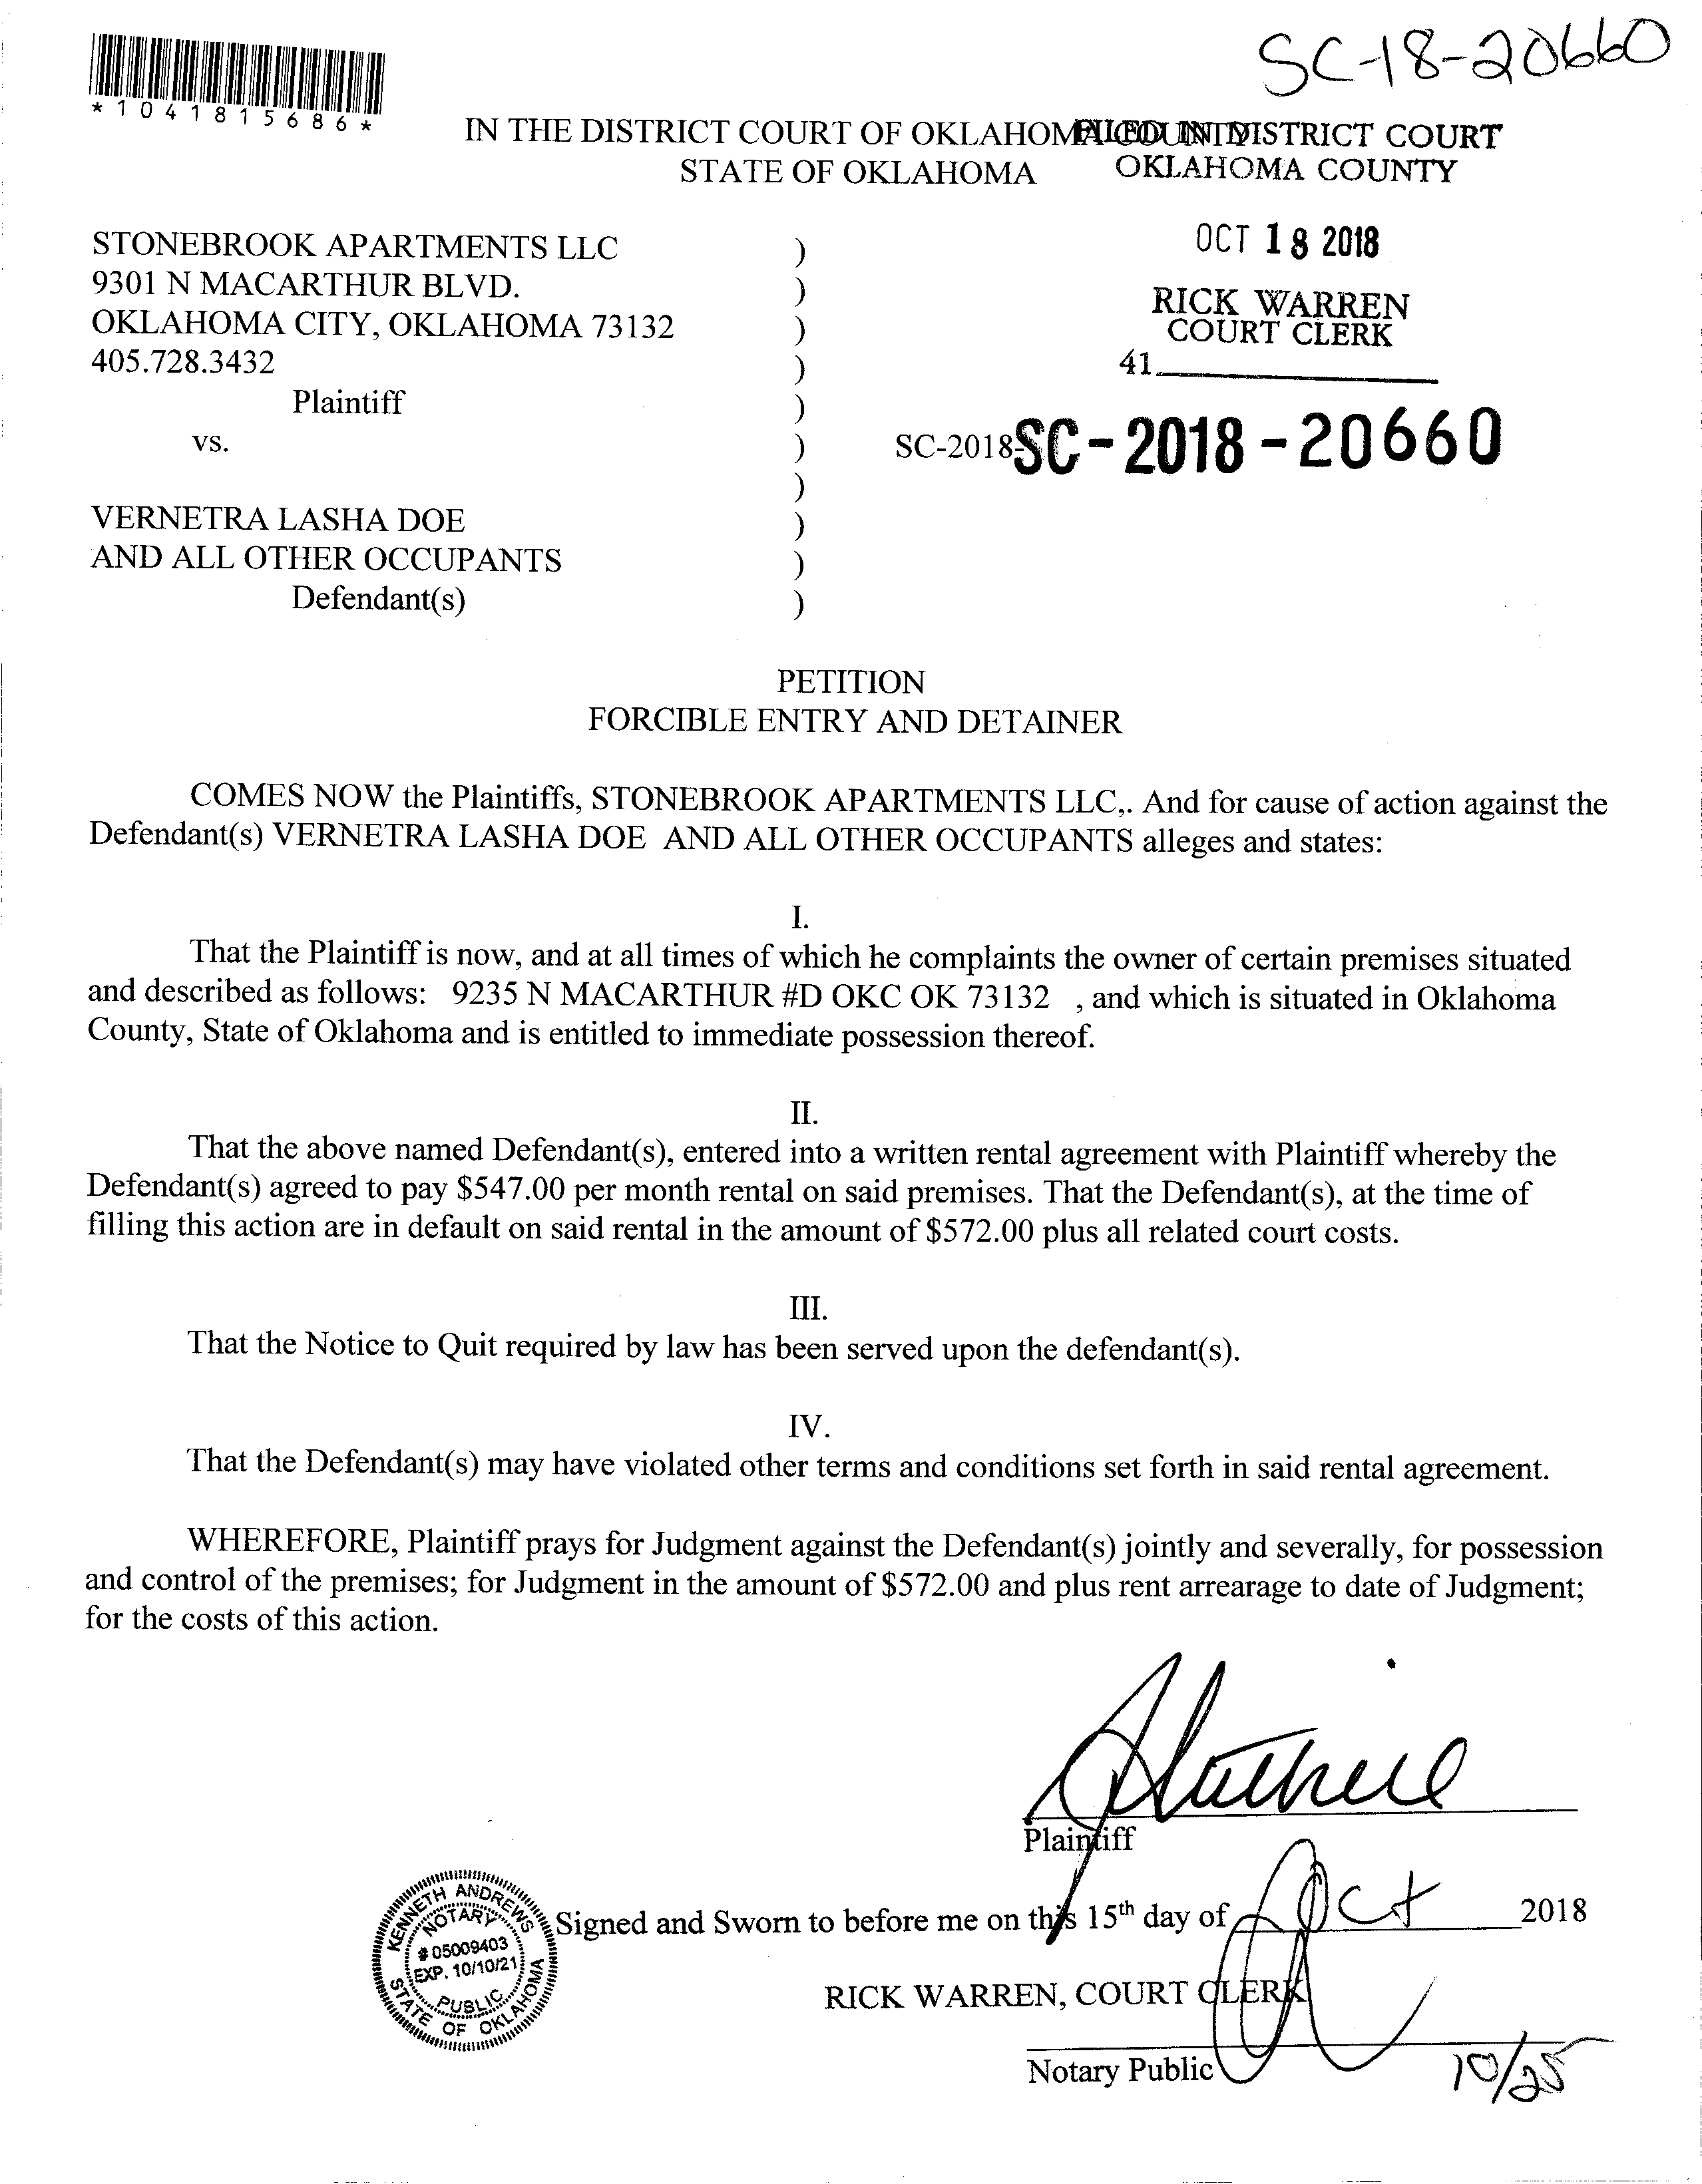 SC-18-20660
*1041815686*
IN THE DISTRICT COURT OF OKLAHOMA COUNTY
STATE OF OKLAHOMA
FILED IN DISTRICT COURT
OKLAHOMA COUNTY
OCT 18 2018
RICK WARREN
COURT CLERK
41
STONEBROOK APARTMENTS LLC )
9301 N MACARTHUR BLVD. )
OKLAHOMA CITY, OKLAHOMA 73132 )
405.728.3432 )
Plaintiff )
vs. ) SC-2018- SC-2018-20660
)
VERNETRA LASHA DOE )
AND ALL OTHER OCCUPANTS )
Defendant(s) )
PETITION
FORCIBLE ENTRY AND DETAINER
COMES NOW the Plaintiffs, STONEBROOK APARTMENTS LLC,. And for cause of action against the
Defendant(s) VERNETRA LASHA DOE AND ALL OTHER OCCUPANTS alleges and states:
I.
That the Plaintiff is now, and at all times of which he complaints the owner of certain premises situated
and described as follows: 9235 N MACARTHUR #D OKC OK 73132 , and which is situated in Oklahoma
County, State of Oklahoma and is entitled to immediate possession thereof.
II.
That the above named Defendant(s), entered into a written rental agreement with Plaintiff whereby the
Defendant(s) agreed to pay $547.00 per month rental on said premises. That the Defendant(s), at the time of
filling this action are in default on said rental in the amount of $572.00 plus all related court costs.
III.
That the Notice to Quit required by law has been served upon the defendant(s).
IV.
That the Defendant(s) may have violated other terms and conditions set forth in said rental agreement.
WHEREFORE, Plaintiff prays for Judgment against the Defendant(s) jointly and severally, for possession
and control of the premises; for Judgment in the amount of $572.00 and plus rent arrearage to date of Judgment;
for the costs of this action.
Plaintiff
KENNETH ANDREWS
NOTARY
# 05009403
EXP. 10/10/21
PUBLIC
STATE OF OKLAHOMA
Signed and Sworn to before me on this 15th day of Oct 2018
RICK WARREN, COURT CLERK
Notary Public
10/25